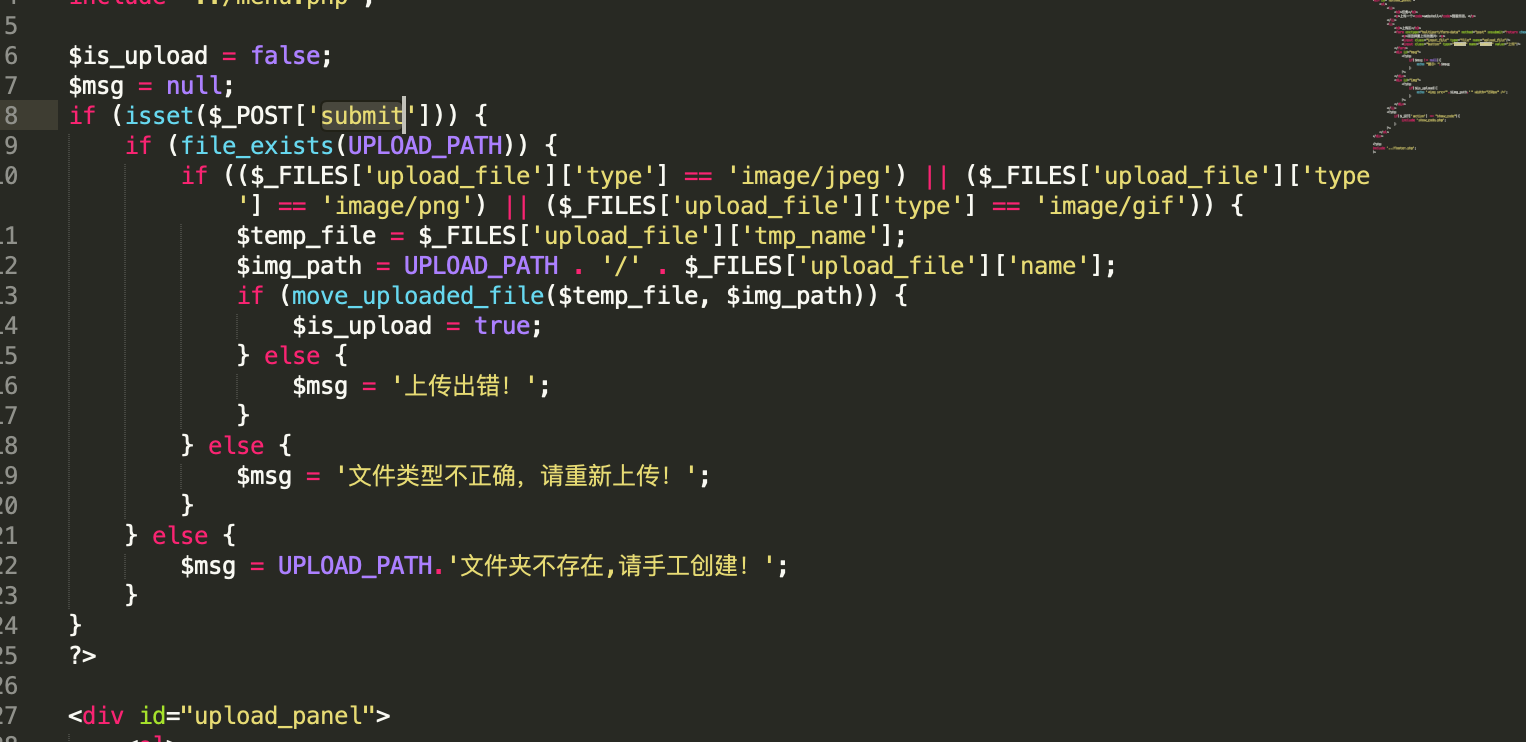 include '../menu.php';
5
6 $is_upload = false;
7 $msg = null;
8 if (isset($_POST['submit'])) {
9 if (file_exists(UPLOAD_PATH)) {
10 if (($_FILES['upload_file']['type'] == 'image/jpeg') || ($_FILES['upload_file']['type
'] == 'image/png') || ($_FILES['upload_file']['type'] == 'image/gif')) {
11 $temp_file = $_FILES['upload_file']['tmp_name'];
12 $img_path = UPLOAD_PATH . '/' . $_FILES['upload_file']['name'];
13 if (move_uploaded_file($temp_file, $img_path)) {
14 $is_upload = true;
15 } else {
16 $msg = '上传出错！';
17 }
18 } else {
19 $msg = '文件类型不正确，请重新上传！';
20 }
21 } else {
22 $msg = UPLOAD_PATH.'文件夹不存在,请手工创建！';
23 }
24 }
25 ?>
26
27 <div id="upload_panel">
28 <ol>